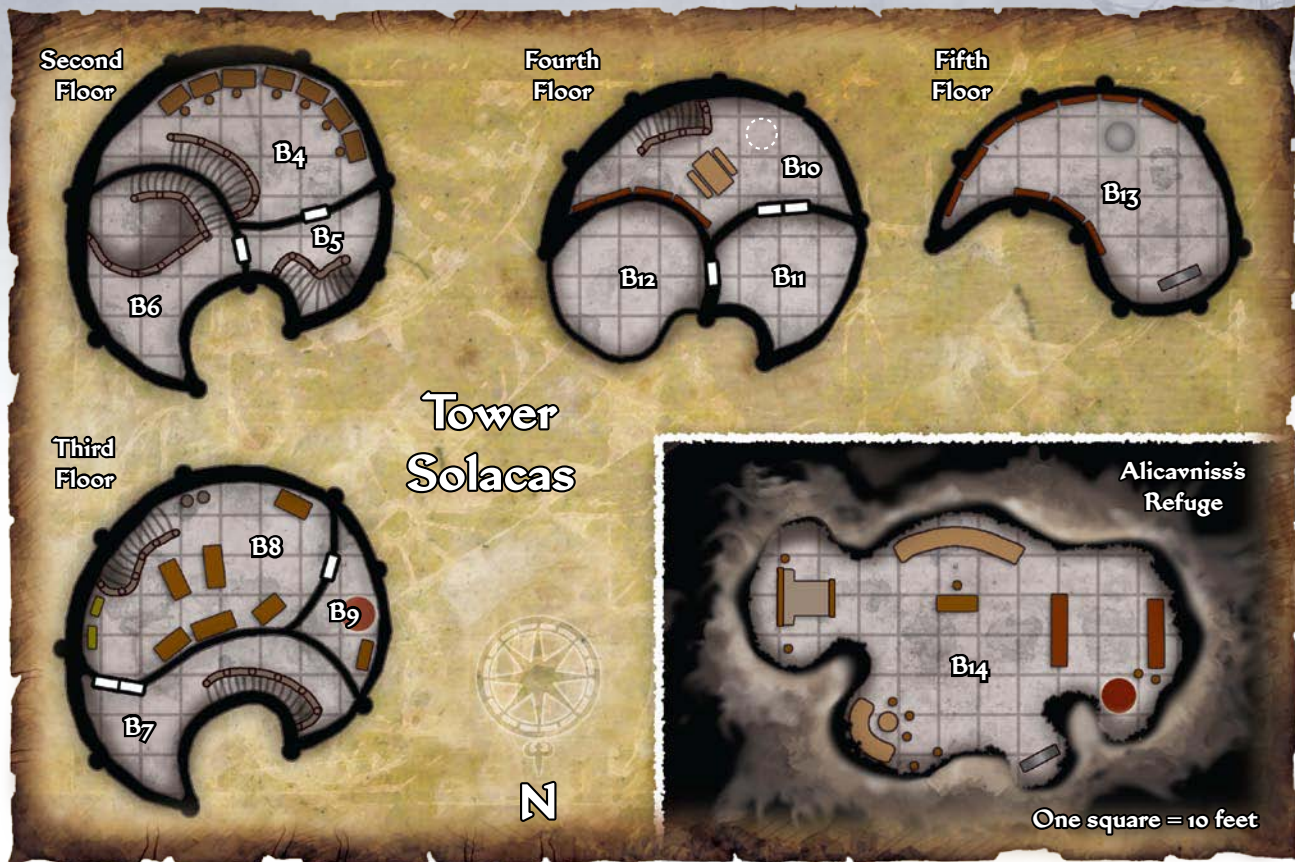 Second
Floor
B4
B5
B6
Fourth
Floor
B10
B11
B12
Fifth
Floor
B13
Tower
Solacas
Third
Floor
B8
B9
B7
N
Alicavniss's
Refuge
B14
One square = 10 feet